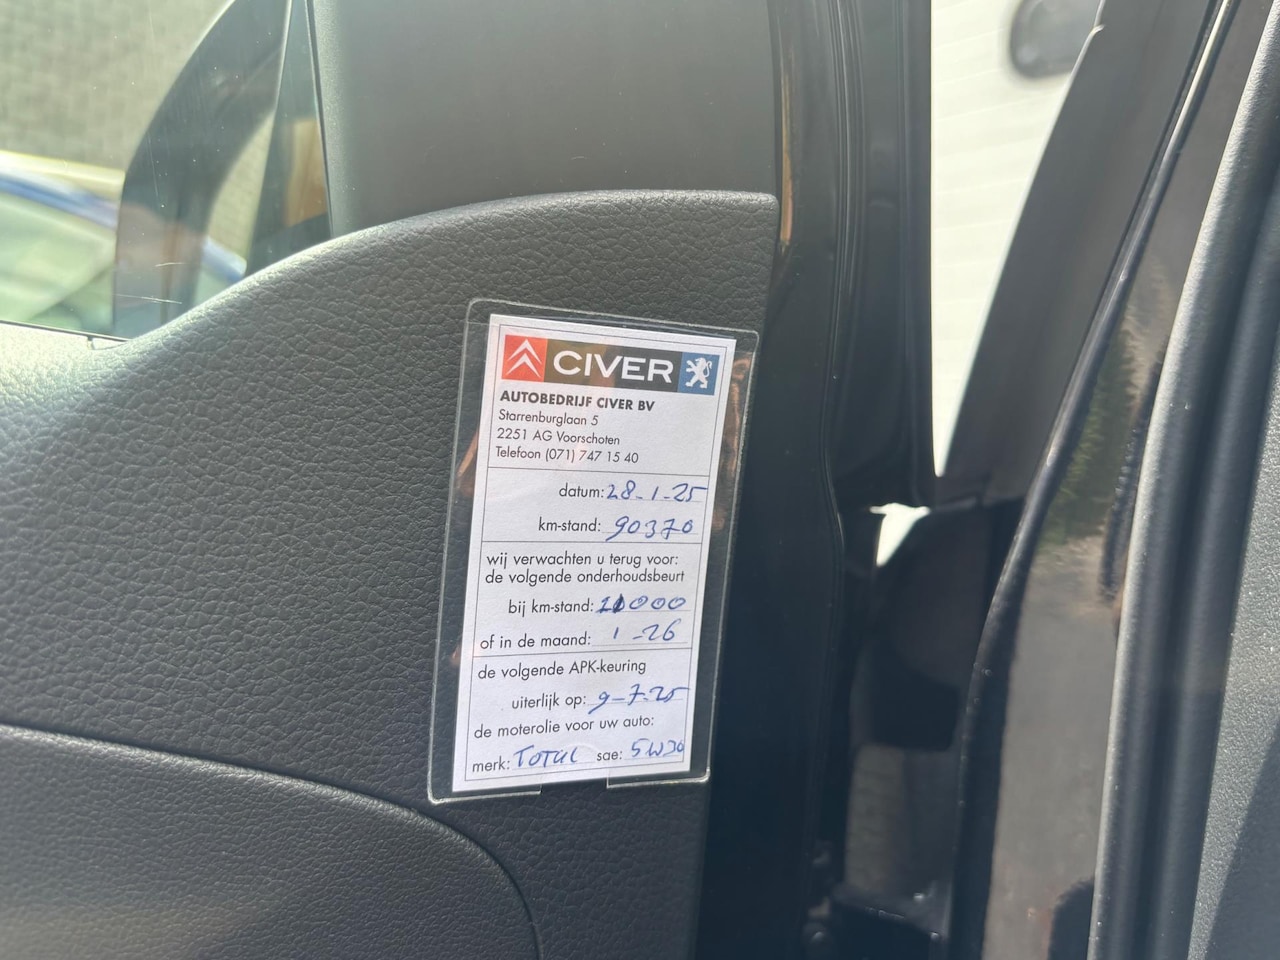 CIVER
AUTOBEDRIJF CIVER BV
Starrenburglaan 5
2251 AG Voorschoten
Telefoon (071) 747 15 40
datum: 28-1-25
km-stand: 90370
wij verwachten u terug voor:
de volgende onderhoudsbeurt
bij km-stand:
of in de maand: 1-26
de volgende APK-keuring
uiterlijk op: 9-7-25
de moterolie voor uw auto:
merk: TOTAL sae: 5W30